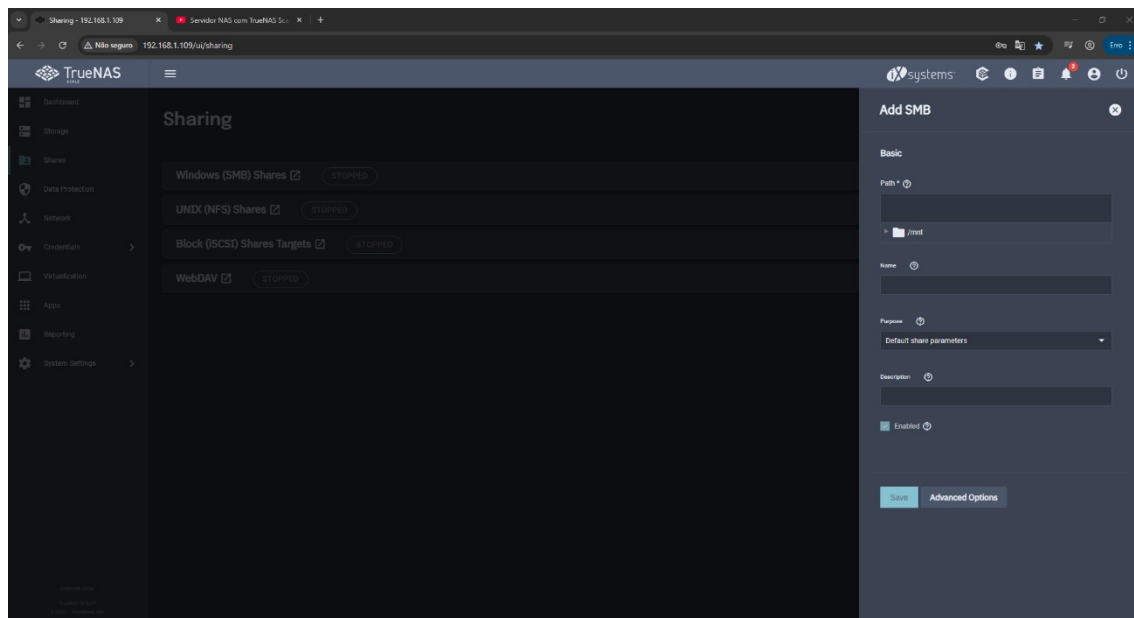 Sharing - 192.168.1.109
Servidor NAS com TrueNAS Sc
Não seguro
192.168.1.109/ui/sharing
Erro
TrueNAS
SCALE
iXsystems
Add SMB
Dashboard
Storage
Shares
Data Protection
Network
Credentials
Virtualization
Apps
Reporting
System Settings
Sharing
Windows (SMB) Shares STOPPED
UNIX (NFS) Shares STOPPED
Block (iSCSI) Shares Targets STOPPED
WebDAV STOPPED
Basic
Path *
/mnt
Name
Purpose
Default share parameters
Description
Enabled
Save Advanced Options